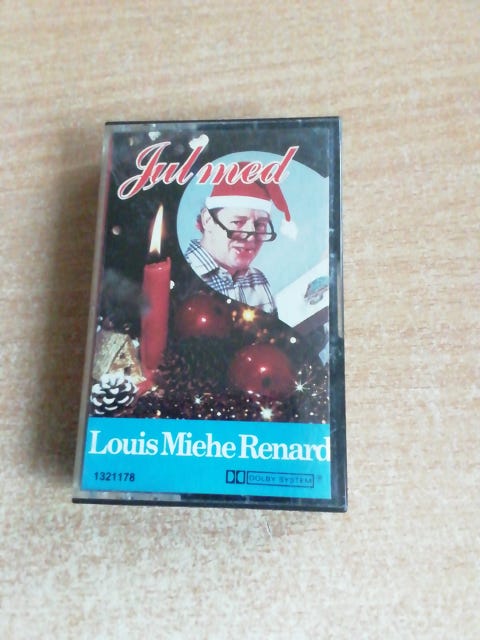 Jul med
Louis Miehe Renard
1321178
DOLBY SYSTEM ®